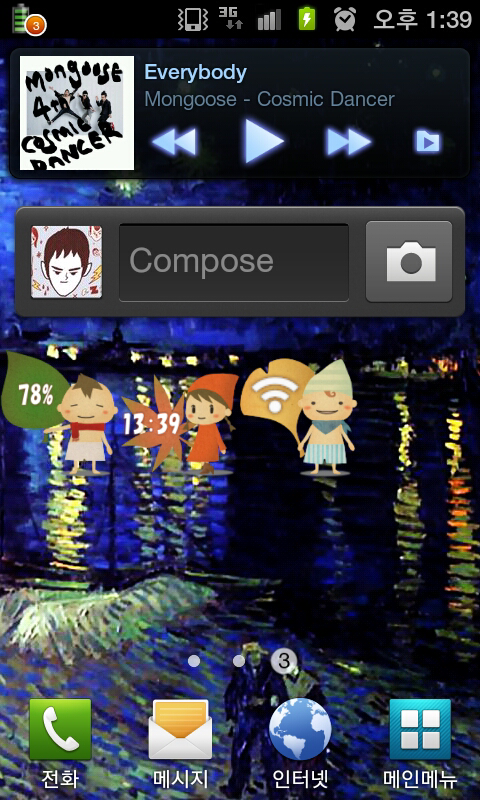 3
3G
오후 1:39
mongoose
4th
cosmic
DANCER
Everybody
Mongoose - Cosmic Dancer
Compose
78%
13:39
3
전화
메시지
인터넷
메인메뉴